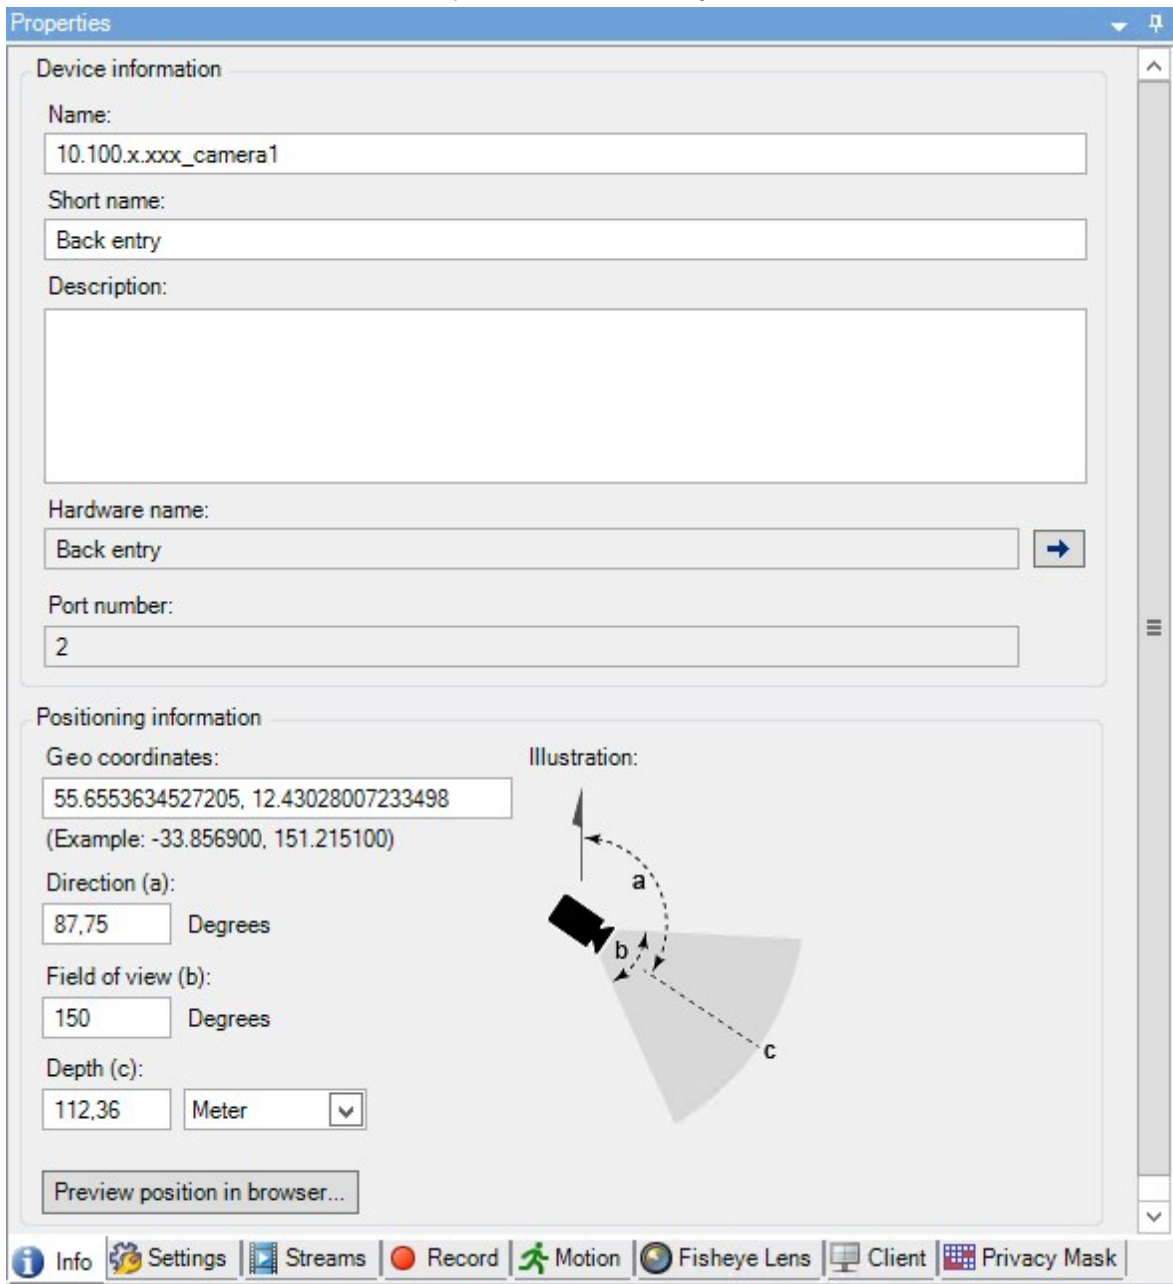 Properties
Device information
Name:
10.100.x.xxx_camera1
Short name:
Back entry
Description:
Hardware name:
Back entry
Port number:
2
Positioning information
Geo coordinates:
Illustration:
55.6553634527205, 12.43028007233498
(Example: -33.856900, 151.215100)
Direction (a):
a
87,75 Degrees
b
Field of view (b):
150 Degrees
c
Depth (c):
112,36 Meter
Preview position in browser...
Info Settings Streams Record Motion Fisheye Lens Client Privacy Mask